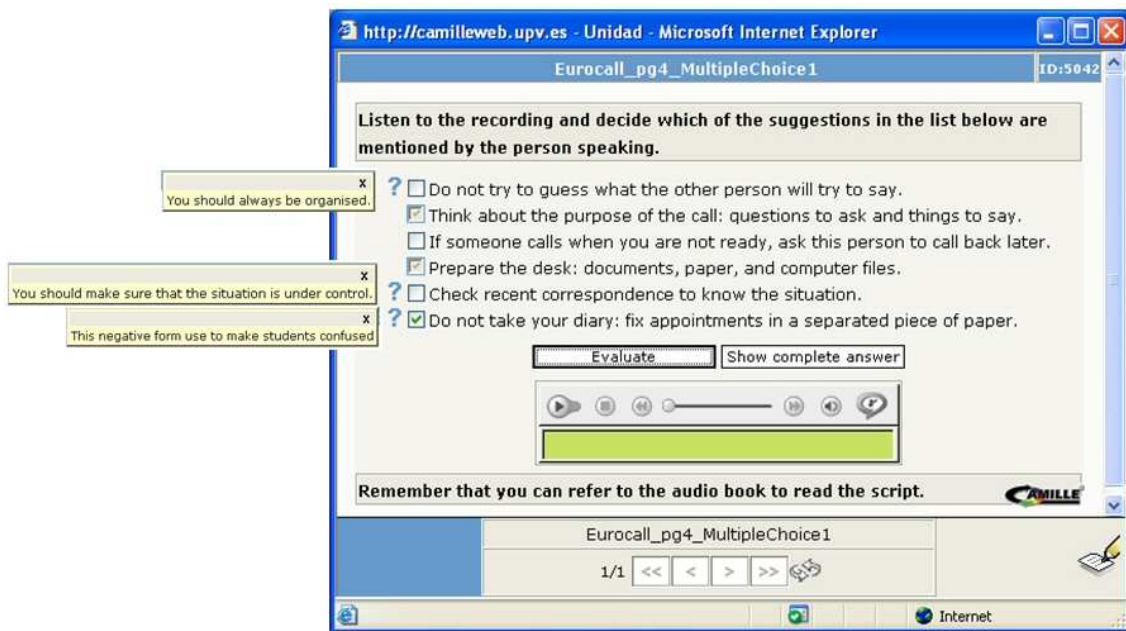 http://camilleweb.upv.es - Unidad - Microsoft Internet Explorer
Eurocall_pg4_MultipleChoice1
ID:5042
Listen to the recording and decide which of the suggestions in the list below are
mentioned by the person speaking.
x
You should always be organised.
? Do not try to guess what the other person will try to say.
Think about the purpose of the call: questions to ask and things to say.
If someone calls when you are not ready, ask this person to call back later.
Prepare the desk: documents, paper, and computer files.
x
You should make sure that the situation is under control.
? Check recent correspondence to know the situation.
x
This negative form use to make students confused
? Do not take your diary: fix appointments in a separated piece of paper.
Evaluate
Show complete answer
Remember that you can refer to the audio book to read the script.
CAMILLE
Eurocall_pg4_MultipleChoice1
1/1 << < > >>
Internet